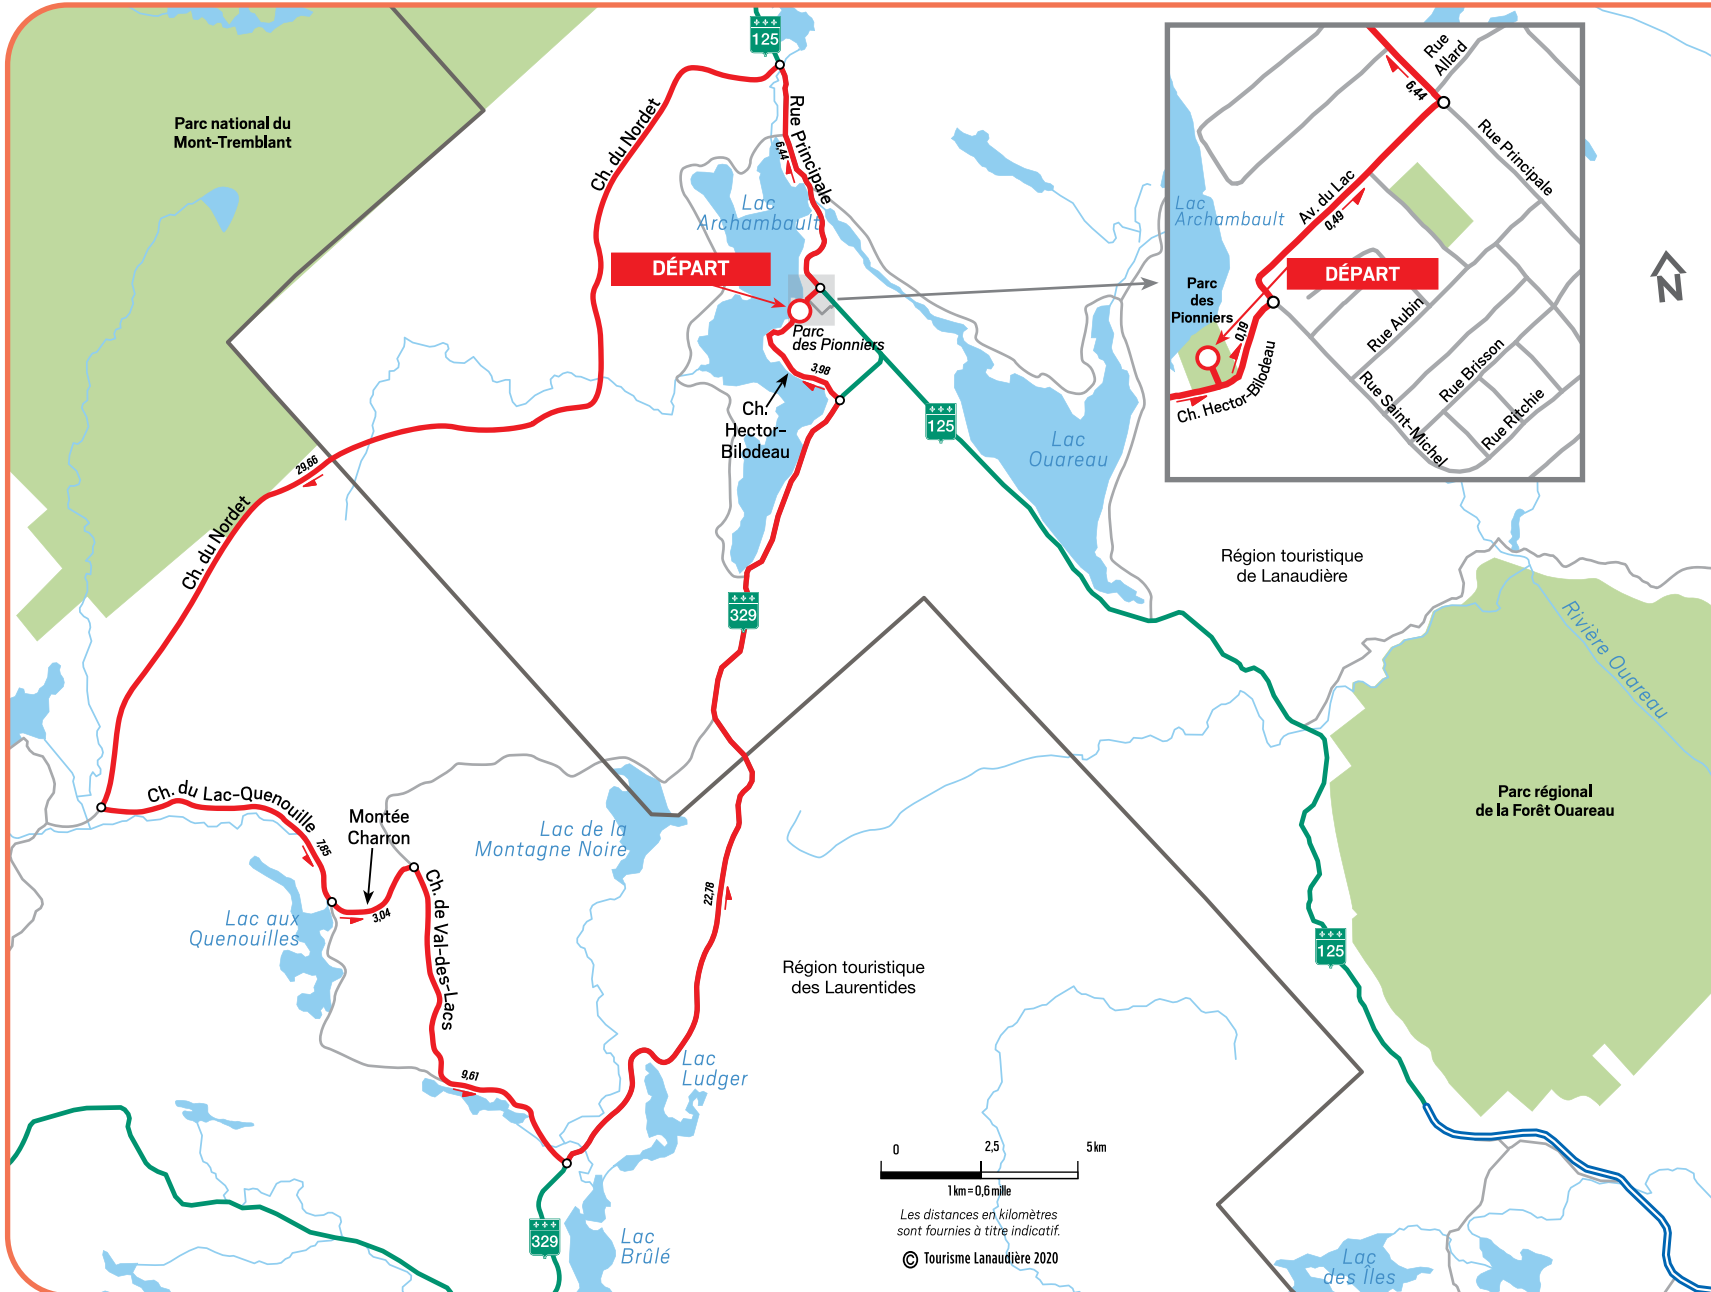 125
Parc national du
Mont-Tremblant
Ch. du Nordet
Rue Principale
6,44
Lac
Archambault
DÉPART
Parc
des Pionniers
3,98
Ch.
Hector-
Bilodeau
125
Lac
Ouareau
29,66
Ch. du Nordet
329
Rue
Allard
6,44
Rue Principale
Av. du Lac
0,49
Lac
Archambault
DÉPART
Parc
des
Pionniers
0,19
Ch. Hector-Bilodeau
Rue Aubin
Rue Brisson
Rue Ritchie
Rue Saint-Michel
N
Région touristique
de Lanaudière
Rivière Ouareau
Parc régional
de la Forêt Ouareau
Ch. du Lac-Quenouille
7,85
Montée
Charron
3,04
Lac de la
Montagne Noire
Lac aux
Quenouilles
Ch. de Val-des-Lacs
22,78
125
Région touristique
des Laurentides
9,61
Lac
Ludger
329
Lac
Brûlé
0
2,5
5 km
1 km = 0,6 mille
Les distances en kilomètres
sont fournies à titre indicatif.
© Tourisme Lanaudière 2020
Lac
des Îles